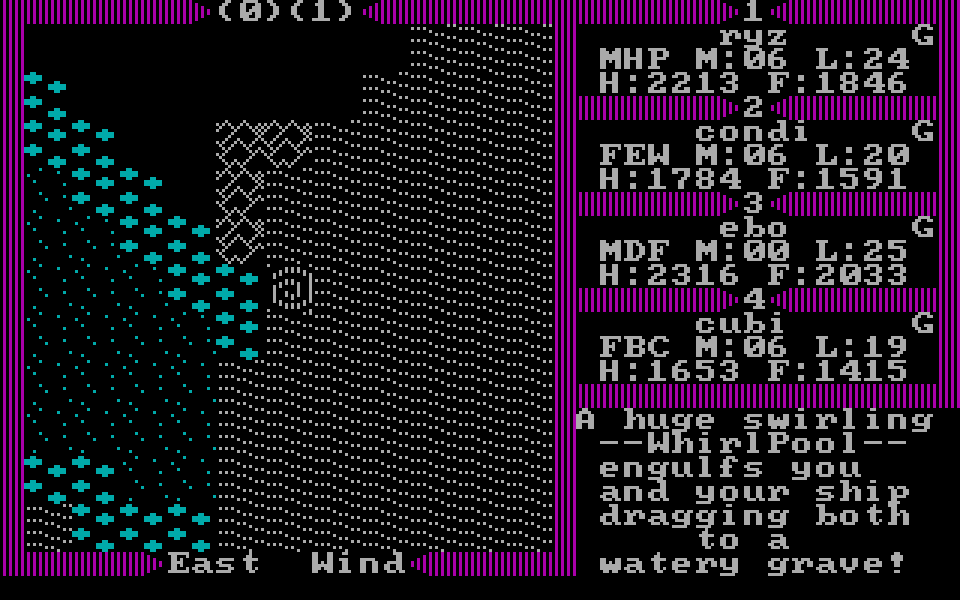 (0)(1)
1
ryz G
MHP M:06 L:24
H:2213 F:1846
2
condi G
FEW M:06 L:20
H:1784 F:1591
3
ebo G
MDF M:00 L:25
H:2316 F:2033
4
cubi G
FBC M:06 L:19
H:1653 F:1415
A huge swirling
--WhirlPool--
engulfs you
and your ship
dragging both
to a
watery grave!
East Wind